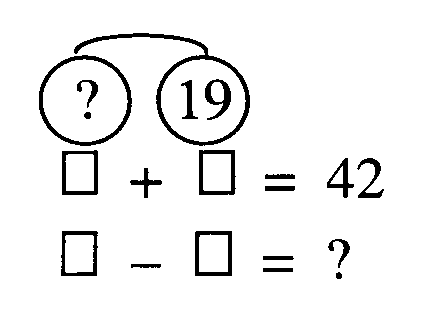 ? 19
□ + □ = 42
□ − □ = ?